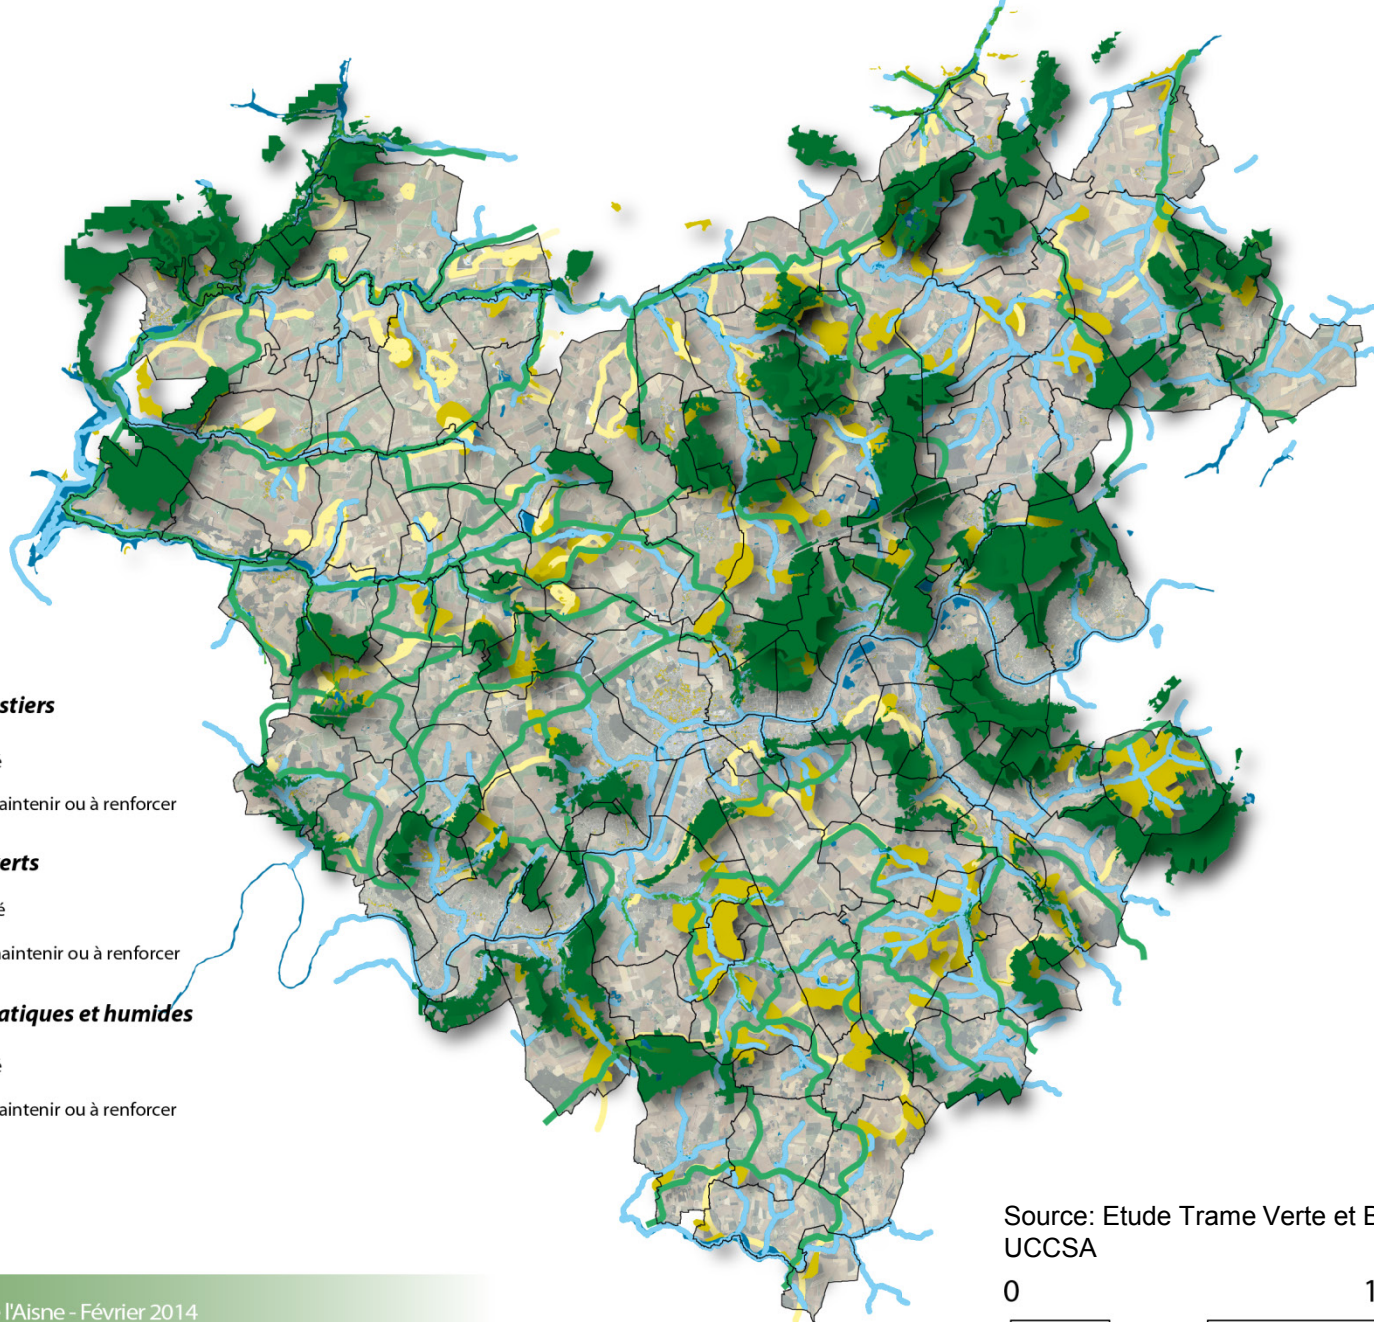 stiers
é
aintenir ou à renforcer
erts
é
maintenir ou à renforcer
atiques et humides
é
aintenir ou à renforcer
Source: Etude Trame Verte et B
UCCSA
0 1
l'Aisne - Février 2014